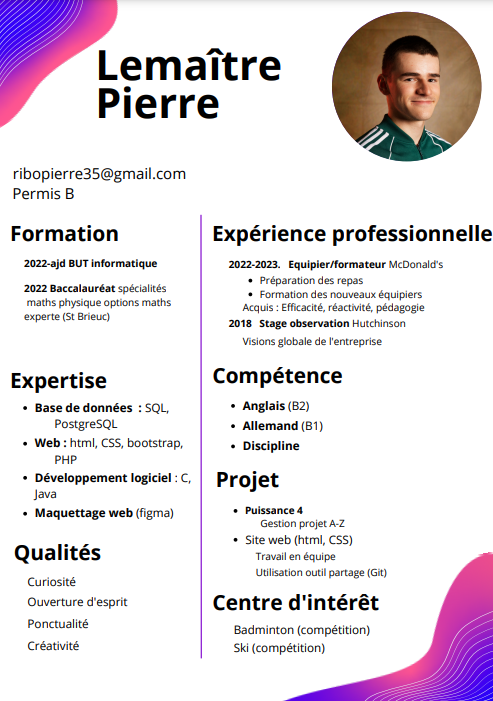 Lemaître
Pierre
ribopierre35@gmail.com
Permis B
Formation
2022-ajd BUT informatique
2022 Baccalauréat spécialités
maths physique options maths
experte (St Brieuc)
Expertise
• Base de données : SQL,
PostgreSQL
• Web : html, CSS, bootstrap,
PHP
• Développement logiciel : C,
Java
• Maquettage web (figma)
Qualités
Curiosité
Ouverture d'esprit
Ponctualité
Créativité
Expérience professionnelle
2022-2023. Equipier/formateur McDonald's
• Préparation des repas
• Formation des nouveaux équipiers
Acquis : Efficacité, réactivité, pédagogie
2018 Stage observation Hutchinson
Visions globale de l'entreprise
Compétence
• Anglais (B2)
• Allemand (B1)
• Discipline
Projet
• Puissance 4
Gestion projet A-Z
• Site web (html, CSS)
Travail en équipe
Utilisation outil partage (Git)
Centre d'intérêt
Badminton (compétition)
Ski (compétition)